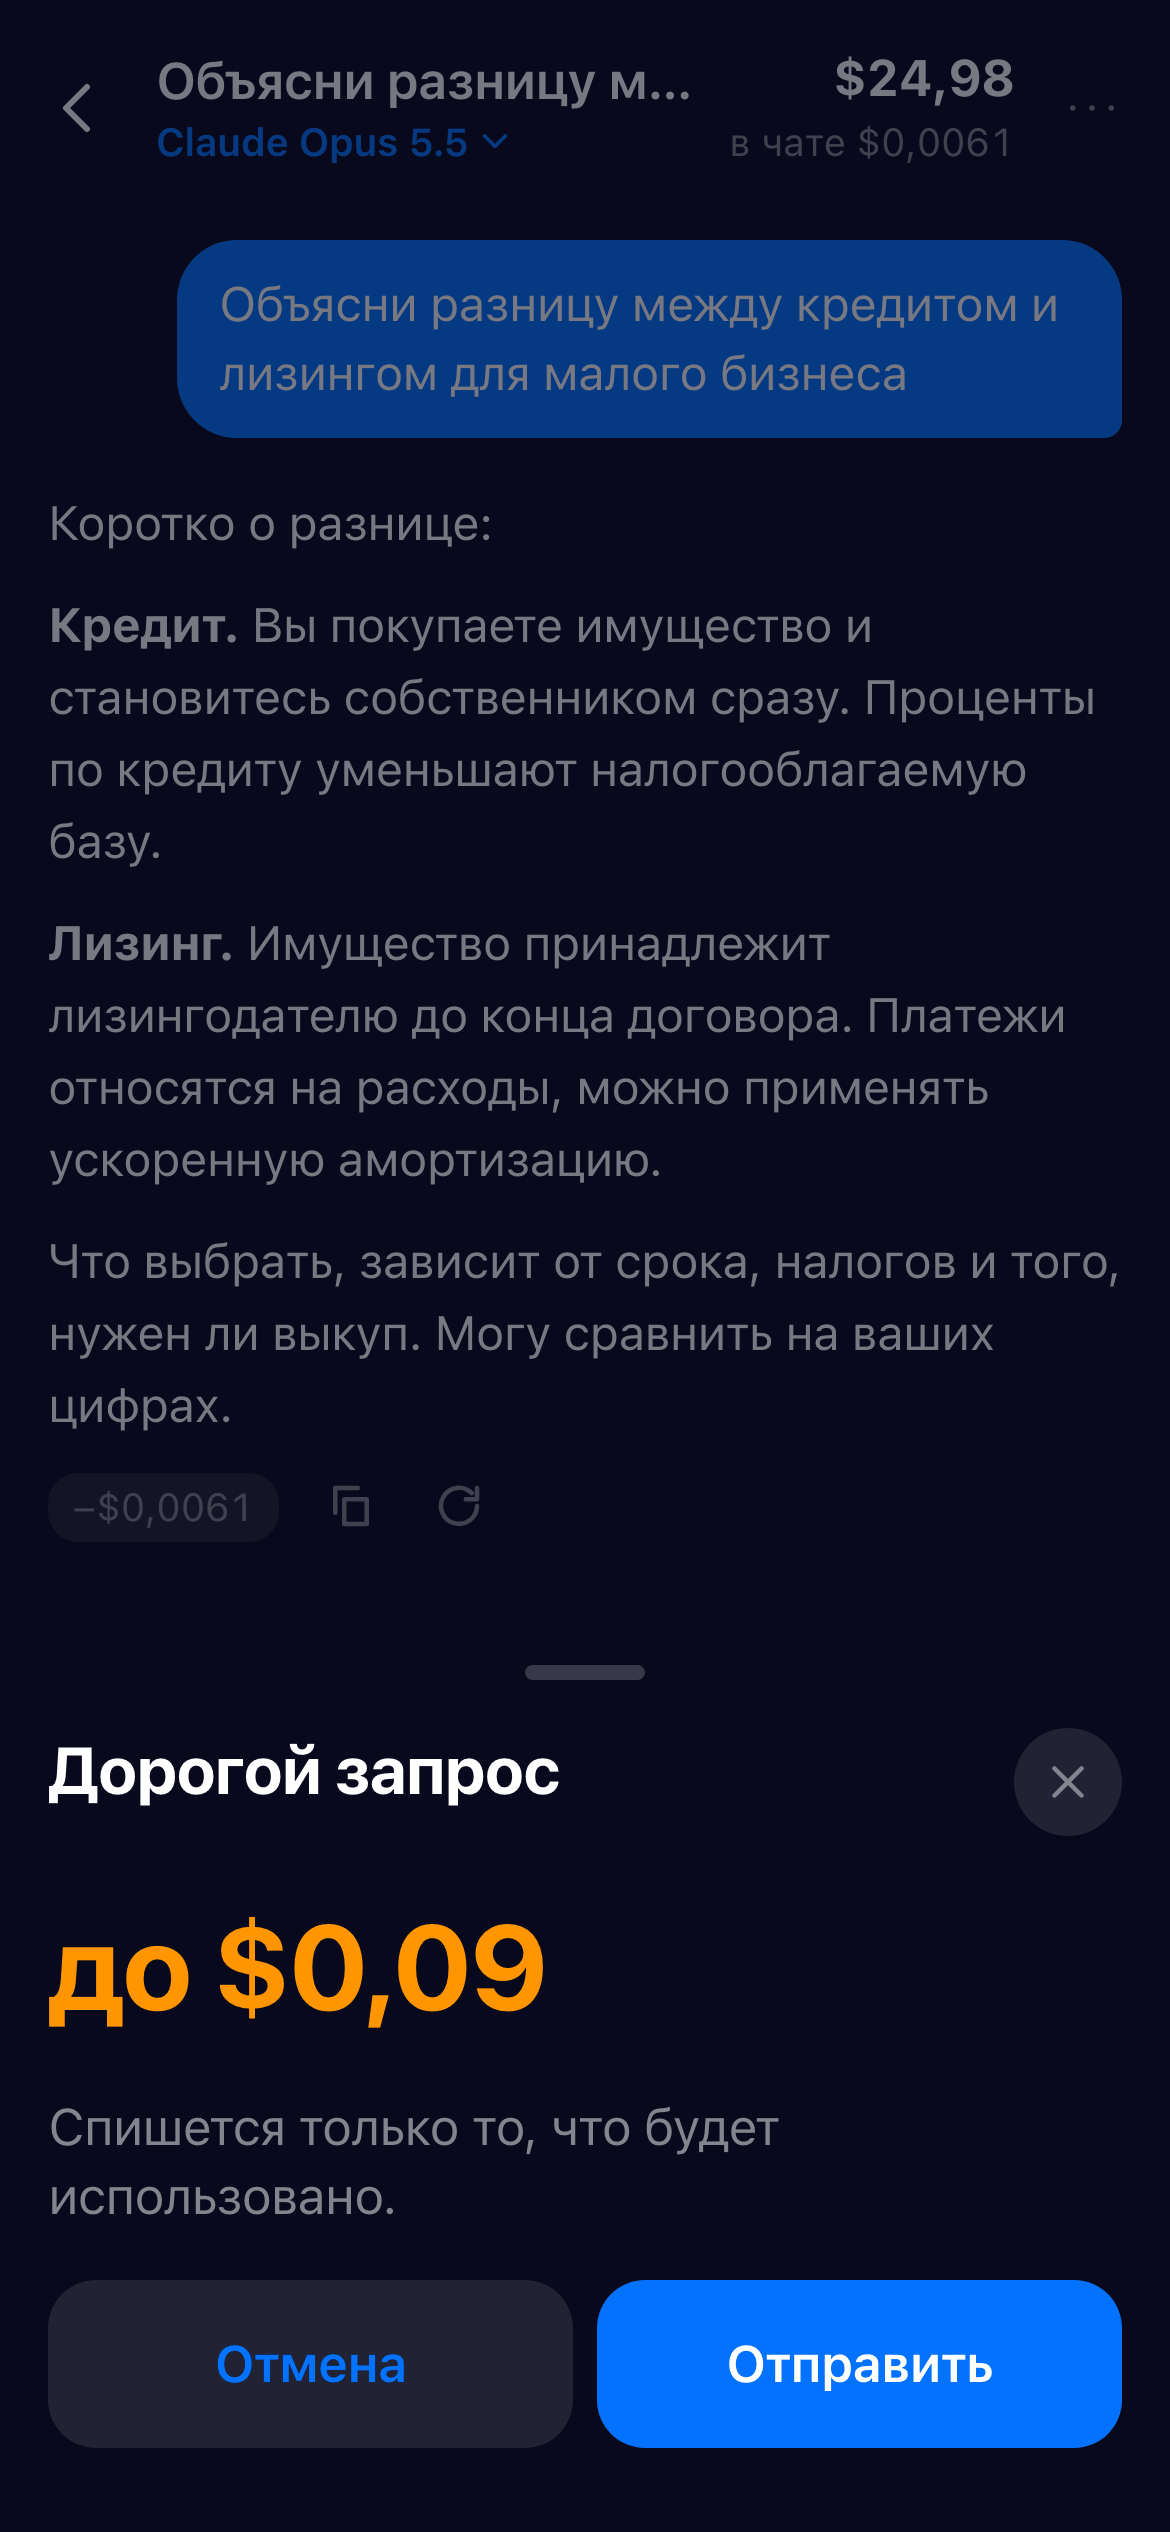 Объясни разницу м...
$24,98
Claude Opus 5.5
в чате $0,0061
Объясни разницу между кредитом и
лизингом для малого бизнеса
Коротко о разнице:
Кредит. Вы покупаете имущество и
становитесь собственником сразу. Проценты
по кредиту уменьшают налогооблагаемую
базу.
Лизинг. Имущество принадлежит
лизингодателю до конца договора. Платежи
относятся на расходы, можно применять
ускоренную амортизацию.
Что выбрать, зависит от срока, налогов и того,
нужен ли выкуп. Могу сравнить на ваших
цифрах.
−$0,0061
Дорогой запрос
до $0,09
Спишется только то, что будет
использовано.
Отмена
Отправить